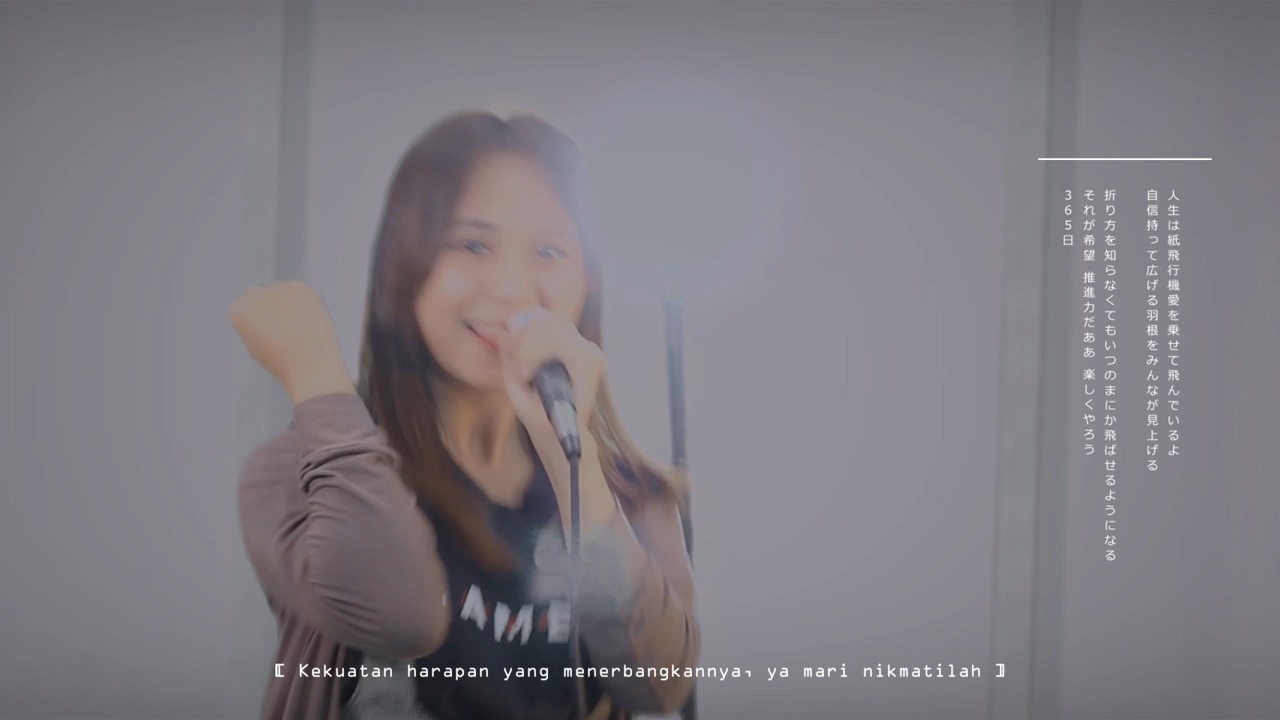 人生は紙飛行機愛を乗せて飛んでいるよ
自信持って広げる羽根をみんなが見上げる
折り方を知らなくてもいつのまにか飛ばせるようになる
それが希望 推進力だああ 楽しくやろう
365日
AME
〚 Kekuatan harapan yang menerbangkannya, ya mari nikmatilah 〛